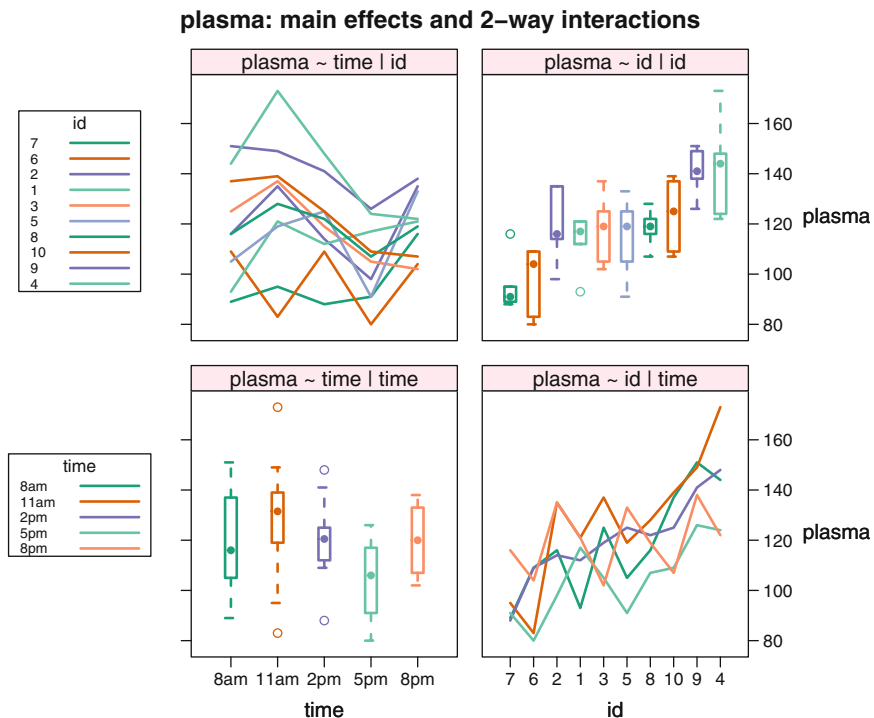 plasma: main effects and 2−way interactions
plasma ~ time | id
plasma ~ id | id
id
7
6
2
1
3
5
8
10
9
4
160
140
120
100
80
plasma
plasma ~ time | time
plasma ~ id | time
time
8am
11am
2pm
5pm
8pm
160
140
120
100
80
plasma
8am 11am 2pm 5pm 8pm
time
7 6 2 1 3 5 8 10 9 4
id